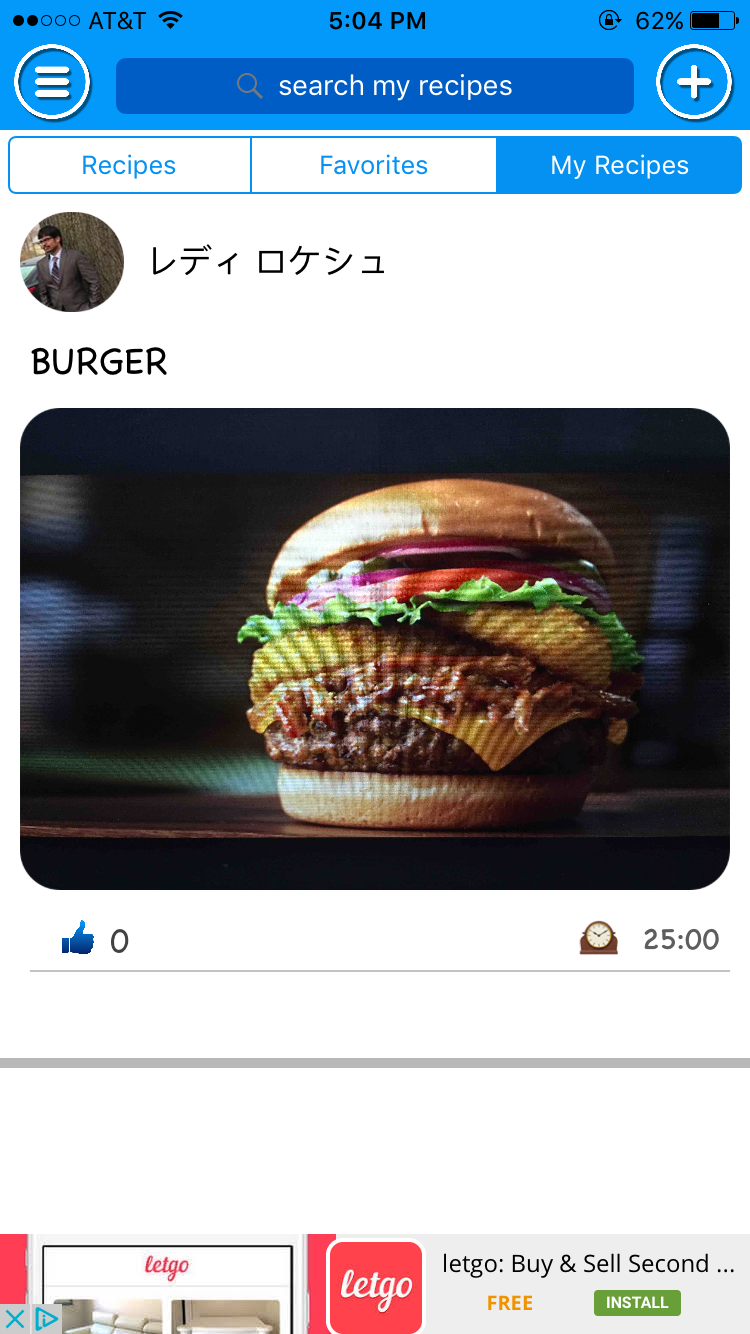 AT&T 5:04 PM 62%
search my recipes
Recipes Favorites My Recipes
レディ ロケシュ
BURGER
0 25:00
letgo
letgo
letgo: Buy & Sell Second ...
FREE INSTALL